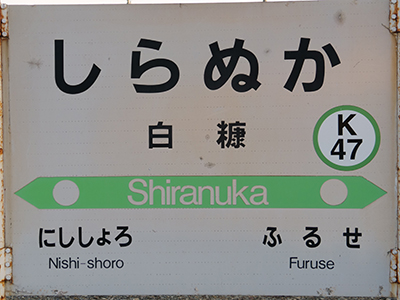 しらぬか
白糠
K
47
Shiranuka
にししょろ
Nishi-shoro
ふるせ
Furuse